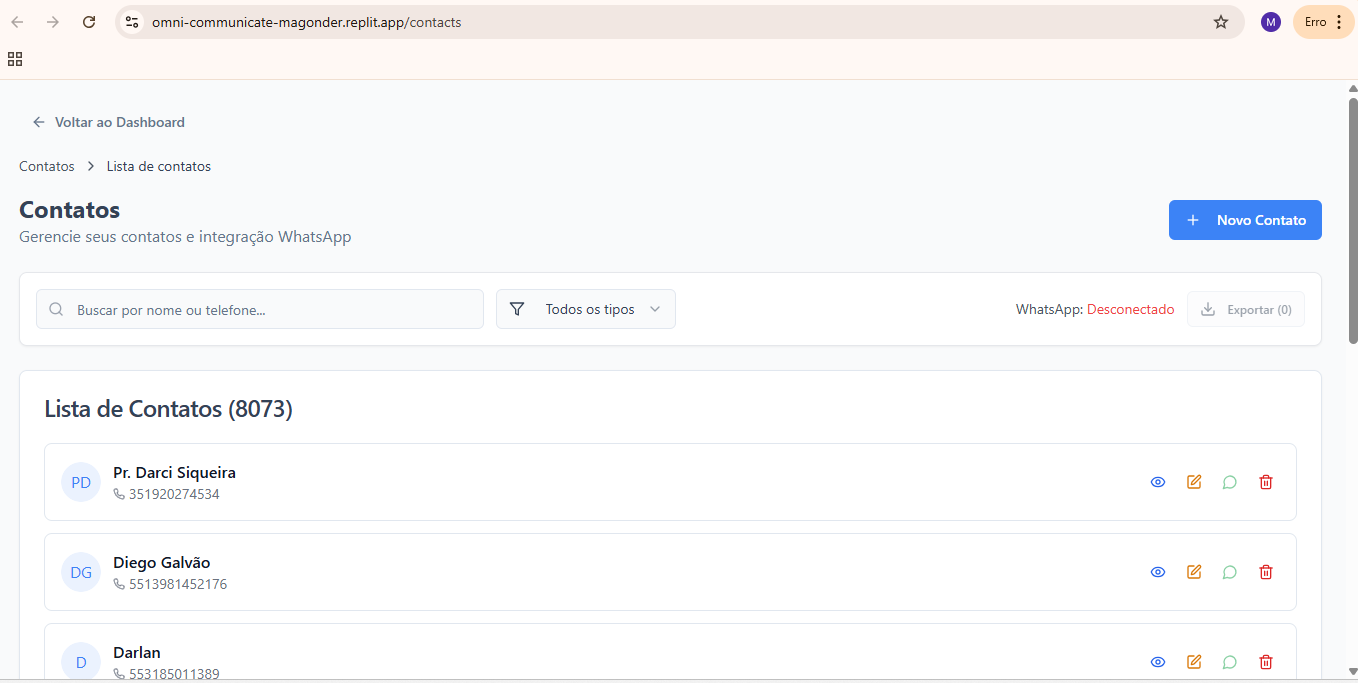 omni-communicate-magonder.replit.app/contacts
M
Erro
Voltar ao Dashboard
Contatos > Lista de contatos
Contatos
Gerencie seus contatos e integração WhatsApp
+ Novo Contato
Buscar por nome ou telefone...
Todos os tipos
WhatsApp: Desconectado
Exportar (0)
Lista de Contatos (8073)
PD
Pr. Darci Siqueira
351920274534
DG
Diego Galvão
5513981452176
D
Darlan
553185011389